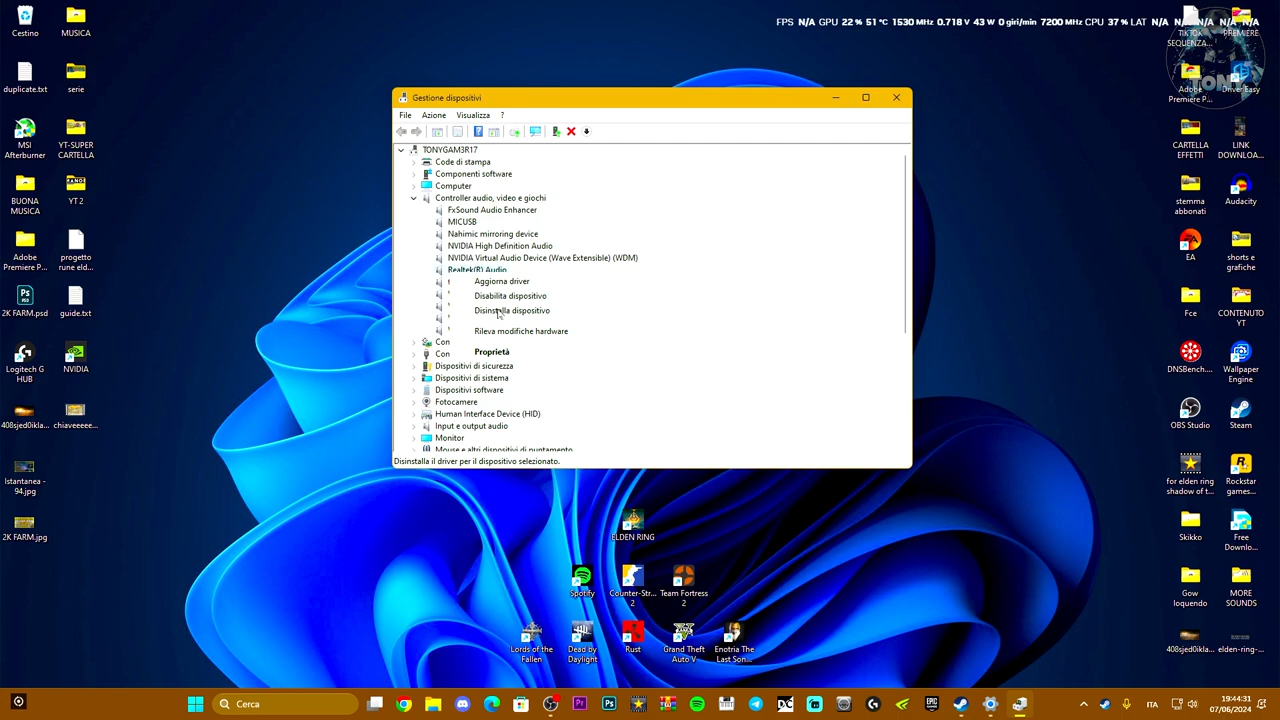 FPS N/A GPU 22 % 51 °C 1530 MHz 0.718 V 43 W 0 giri/min 7200 MHz CPU 37 % LAT N/A N/A N/A N/A N/A
Cestino
MUSICA
TIKTOK SEQUENZA...
PREMIERE
duplicate.txt
serie
Adobe Premiere P...
Driver Easy
TONY
MSI Afterburner
YT-SUPER CARTELLA
CARTELLA EFFETTI
LINK DOWNLOA...
BUONA MUSICA
YT 2
stemma abbonati
Audacity
Adobe Premiere P...
progetto rune eld...
EA
shorts e grafiche
2K FARM.psd
guide.txt
Fce
CONTENUTO YT
Logitech G HUB
NVIDIA
DNSBench...
Wallpaper Engine
408sjed0ikla...
chiaveeeee...
OBS Studio
Steam
Istantanea - 94.jpg
for elden ring shadow of t...
Rockstar games...
2K FARM.jpg
Skikko
Free Downlo...
Gow loquendo
MORE SOUNDS
408sjed0ikla...
elden-ring-...
Gestione dispositivi
File Azione Visualizza ?
TONYGAM3R17
Code di stampa
Componenti software
Computer
Controller audio, video e giochi
FxSound Audio Enhancer
MICUSB
Nahimic mirroring device
NVIDIA High Definition Audio
NVIDIA Virtual Audio Device (Wave Extensible) (WDM)
Realtek(R) Audio
Aggiorna driver
Disabilita dispositivo
Disinstalla dispositivo
Rileva modifiche hardware
Con
Con
Proprietà
Dispositivi di sicurezza
Dispositivi di sistema
Dispositivi software
Fotocamere
Human Interface Device (HID)
Input e output audio
Monitor
Mouse e altri dispositivi di puntamento
Disinstalla il driver per il dispositivo selezionato.
ELDEN RING
Spotify
Counter-Str... 2
Team Fortress 2
Lords of the Fallen
Dead by Daylight
Rust
Grand Theft Auto V
Enotria The Last Son...
Cerca
ITA
19:44:31
07/06/2024